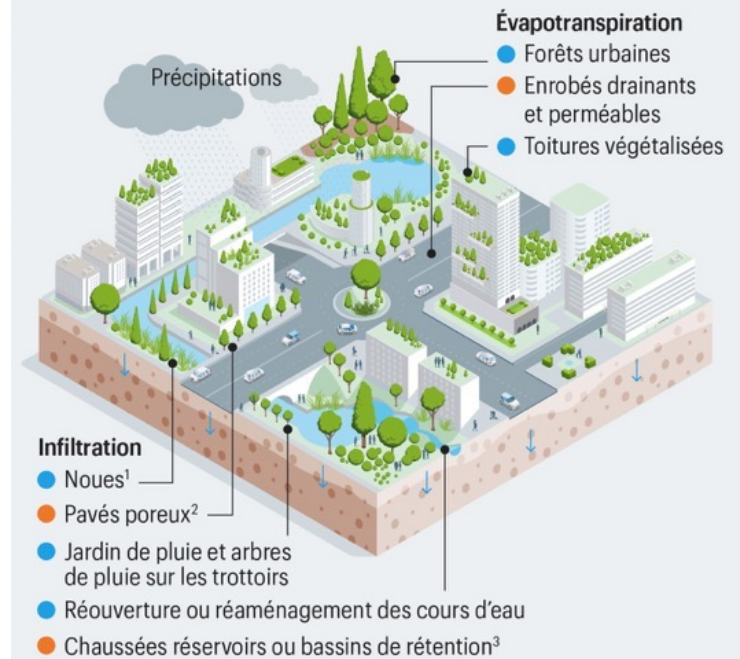 Évapotranspiration
Forêts urbaines
Enrobés drainants
et perméables
Toitures végétalisées
Précipitations
Infiltration
Noues¹
Pavés poreux²
Jardin de pluie et arbres
de pluie sur les trottoirs
Réouverture ou réaménagement des cours d'eau
Chaussées réservoirs ou bassins de rétention³